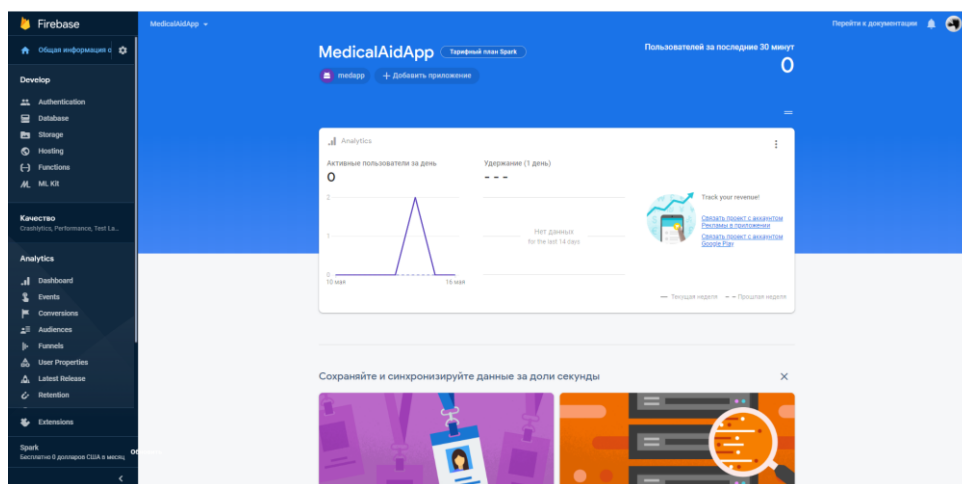 Firebase
MedicalAidApp
Перейти к документации
Общая информация о
Develop
Authentication
Database
Storage
Hosting
Functions
ML Kit
Качество
Crashlytics, Performance, Test La...
Analytics
Dashboard
Events
Conversions
Audiences
Funnels
User Properties
Latest Release
Retention
Extensions
Spark
Бесплатно 0 долларов США в месяц
MedicalAidApp
Тарифный план Spark
medapp
+ Добавить приложение
Пользователей за последние 30 минут
0
Analytics
Активные пользователи за день
0
2
1
0
10 мая
16 мая
Удержание (1 день)
- - -
Нет данных
for the last 14 days
Track your revenue!
Связать проект с аккаунтом
Рекламы в приложении
Связать проект с аккаунтом
Google Play
Текущая неделя
Прошлая неделя
Сохраняйте и синхронизируйте данные за доли секунды